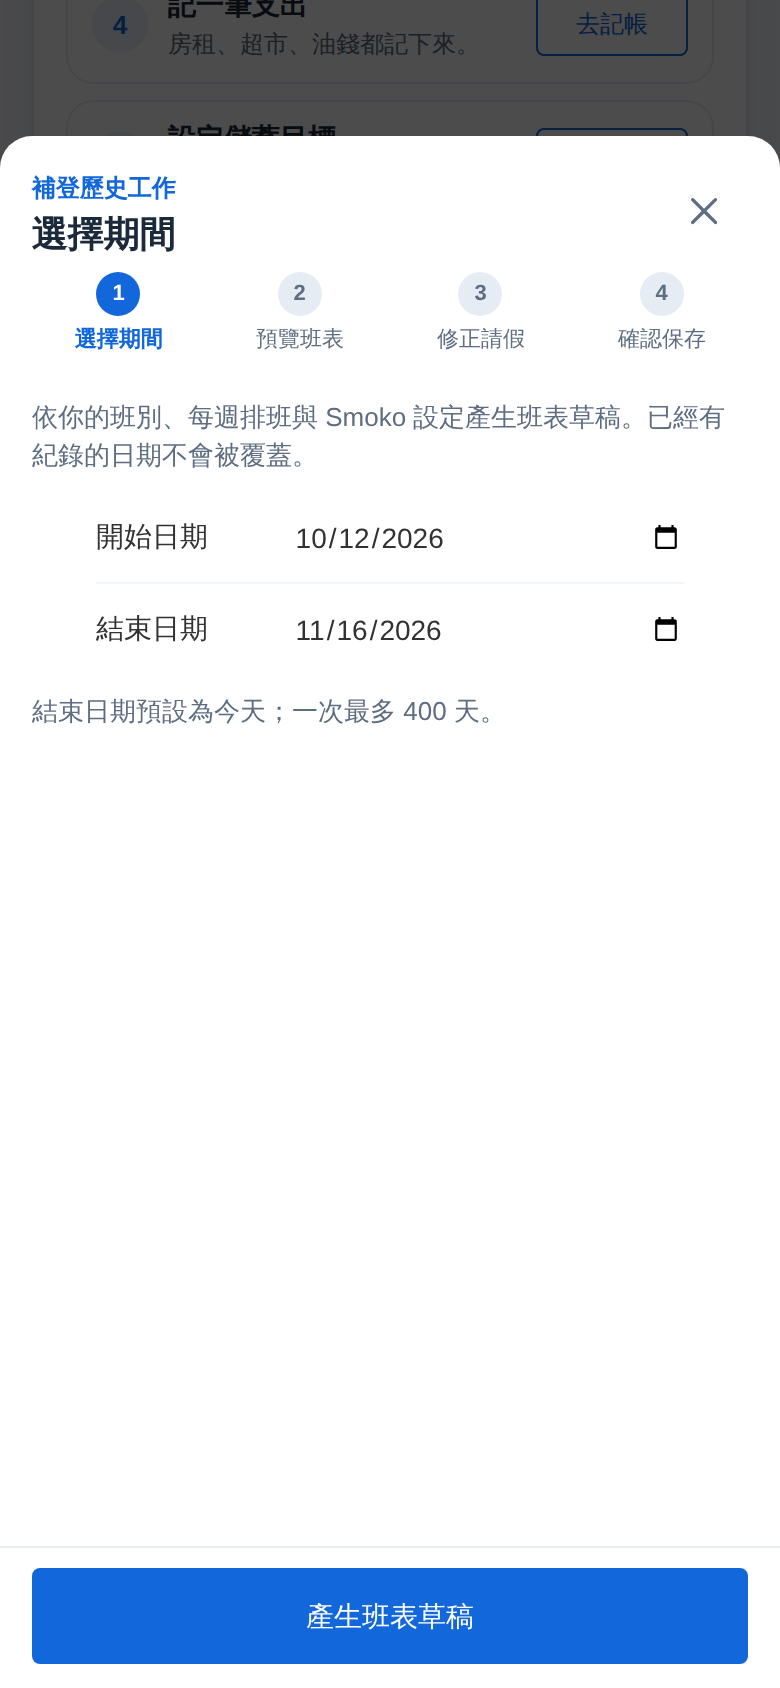 4
記一筆支出
房租、超市、油錢都記下來。
去記帳
設定儲蓄目標
補登歷史工作
選擇期間
1
2
3
4
選擇期間
預覽班表
修正請假
確認保存
依你的班別、每週排班與 Smoko 設定產生班表草稿。已經有
紀錄的日期不會被覆蓋。
開始日期
10/12/2026
結束日期
11/16/2026
結束日期預設為今天；一次最多 400 天。
產生班表草稿